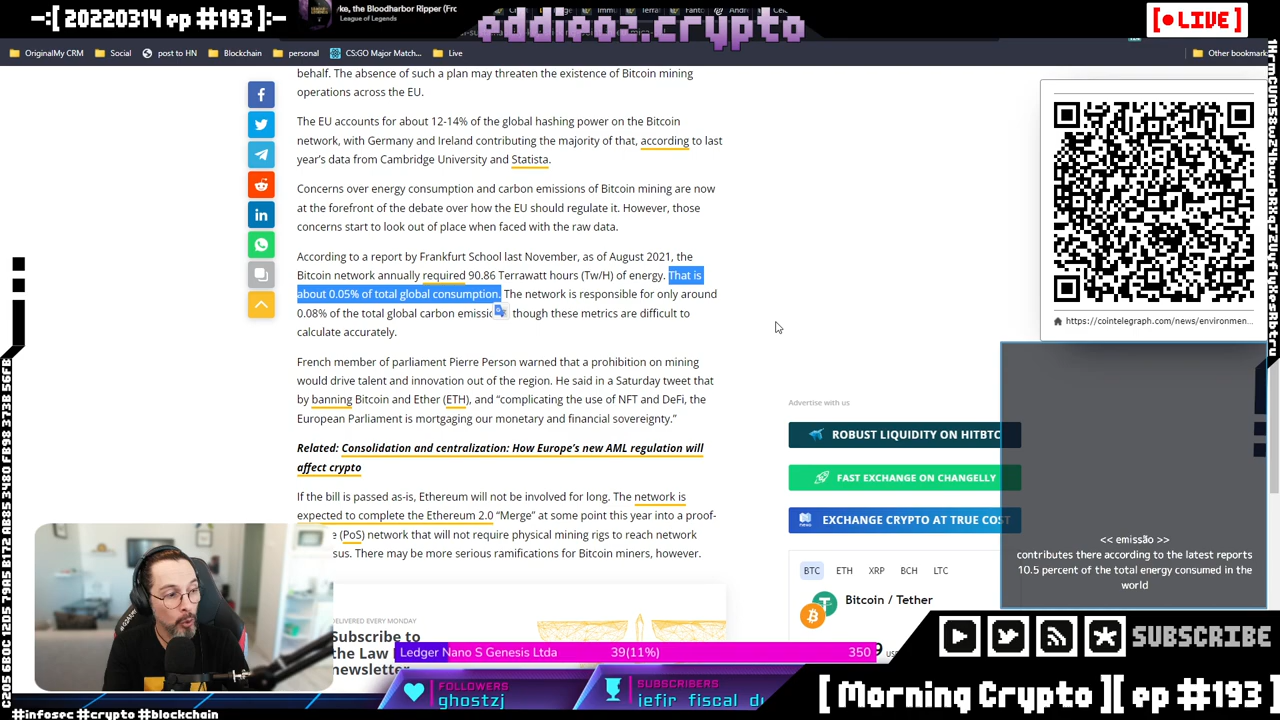 -:[ 20220314 ep #193 ]:-
ke, the Bloodharbor Ripper (Fr
League of Legends
eddieoz.crypto
[ LIVE ]
OriginalMy CRM
Social
post to HN
Blockchain
personal
CS:GO Major Match...
Live
Other bookmark
behalf. The absence of such a plan may threaten the existence of Bitcoin mining
operations across the EU.
The EU accounts for about 12-14% of the global hashing power on the Bitcoin
network, with Germany and Ireland contributing the majority of that, according to last
year's data from Cambridge University and Statista.
Concerns over energy consumption and carbon emissions of Bitcoin mining are now
at the forefront of the debate over how the EU should regulate it. However, those
concerns start to look out of place when faced with the raw data.
According to a report by Frankfurt School last November, as of August 2021, the
Bitcoin network annually required 90.86 Terrawatt hours (Tw/H) of energy. That is
about 0.05% of total global consumption. The network is responsible for only around
0.08% of the total global carbon emissic though these metrics are difficult to
calculate accurately.
French member of parliament Pierre Person warned that a prohibition on mining
would drive talent and innovation out of the region. He said in a Saturday tweet that
by banning Bitcoin and Ether (ETH), and “complicating the use of NFT and DeFi, the
European Parliament is mortgaging our monetary and financial sovereignty.”
Related: Consolidation and centralization: How Europe's new AML regulation will
affect crypto
If the bill is passed as-is, Ethereum will not be involved for long. The network is
expected to complete the Ethereum 2.0 “Merge” at some point this year into a proof-
e (PoS) network that will not require physical mining rigs to reach network
sus. There may be more serious ramifications for Bitcoin miners, however.
https://cointelegraph.com/news/environmen...
Advertise with us
ROBUST LIQUIDITY ON HITBTC
FAST EXCHANGE ON CHANGELLY
EXCHANGE CRYPTO AT TRUE COST
BTC ETH XRP BCH LTC
Bitcoin / Tether
<< emissão >>
contributes there according to the latest reports
10.5 percent of the total energy consumed in the
world
DELIVERED EVERY MONDAY
Subscribe to
the Law
newsletter
Ledger Nano S Genesis Ltda 39(11%) 350
FOLLOWERS
ghostzj
SUBSCRIBERS
iefir_fiscal_du
SUBSCRIBE
[ Morning Crypto ][ ep #193 ]
#infosec #crypto #blockchain